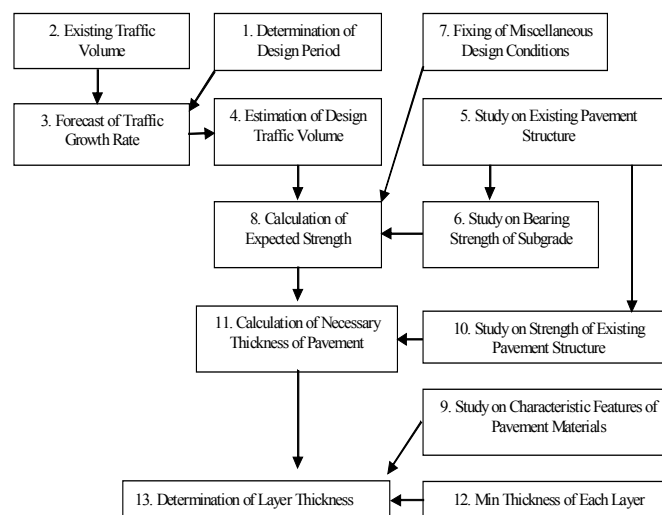 2. Existing Traffic
Volume
1. Determination of
Design Period
7. Fixing of Miscellaneous
Design Conditions
3. Forecast of Traffic
Growth Rate
4. Estimation of Design
Traffic Volume
5. Study on Existing Pavement
Structure
8. Calculation of
Expected Strength
6. Study on Bearing
Strength of Subgrade
11. Calculation of Necessary
Thickness of Pavement
10. Study on Strength of Existing
Pavement Structure
9. Study on Characteristic Features of
Pavement Materials
13. Determination of Layer Thickness
12. Min Thickness of Each Layer